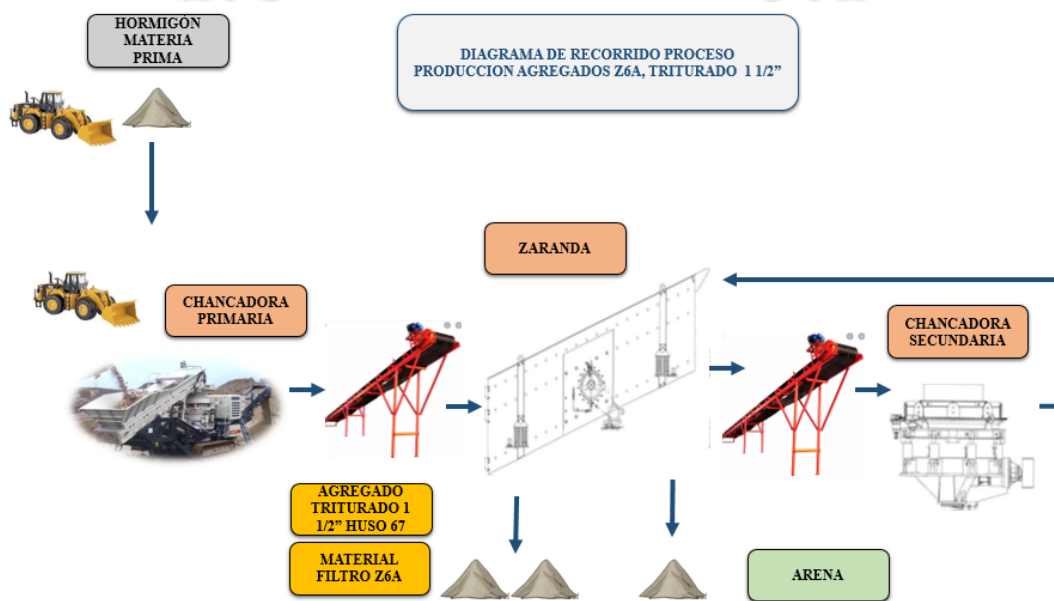 HORMIGÓN
MATERIA
PRIMA
DIAGRAMA DE RECORRIDO PROCESO
PRODUCCION AGREGADOS Z6A, TRITURADO 1 1/2”
ZARANDA
CHANCADORA
PRIMARIA
CHANCADORA
SECUNDARIA
AGREGADO
TRITURADO 1
1/2” HUSO 67
MATERIAL
FILTRO Z6A
ARENA